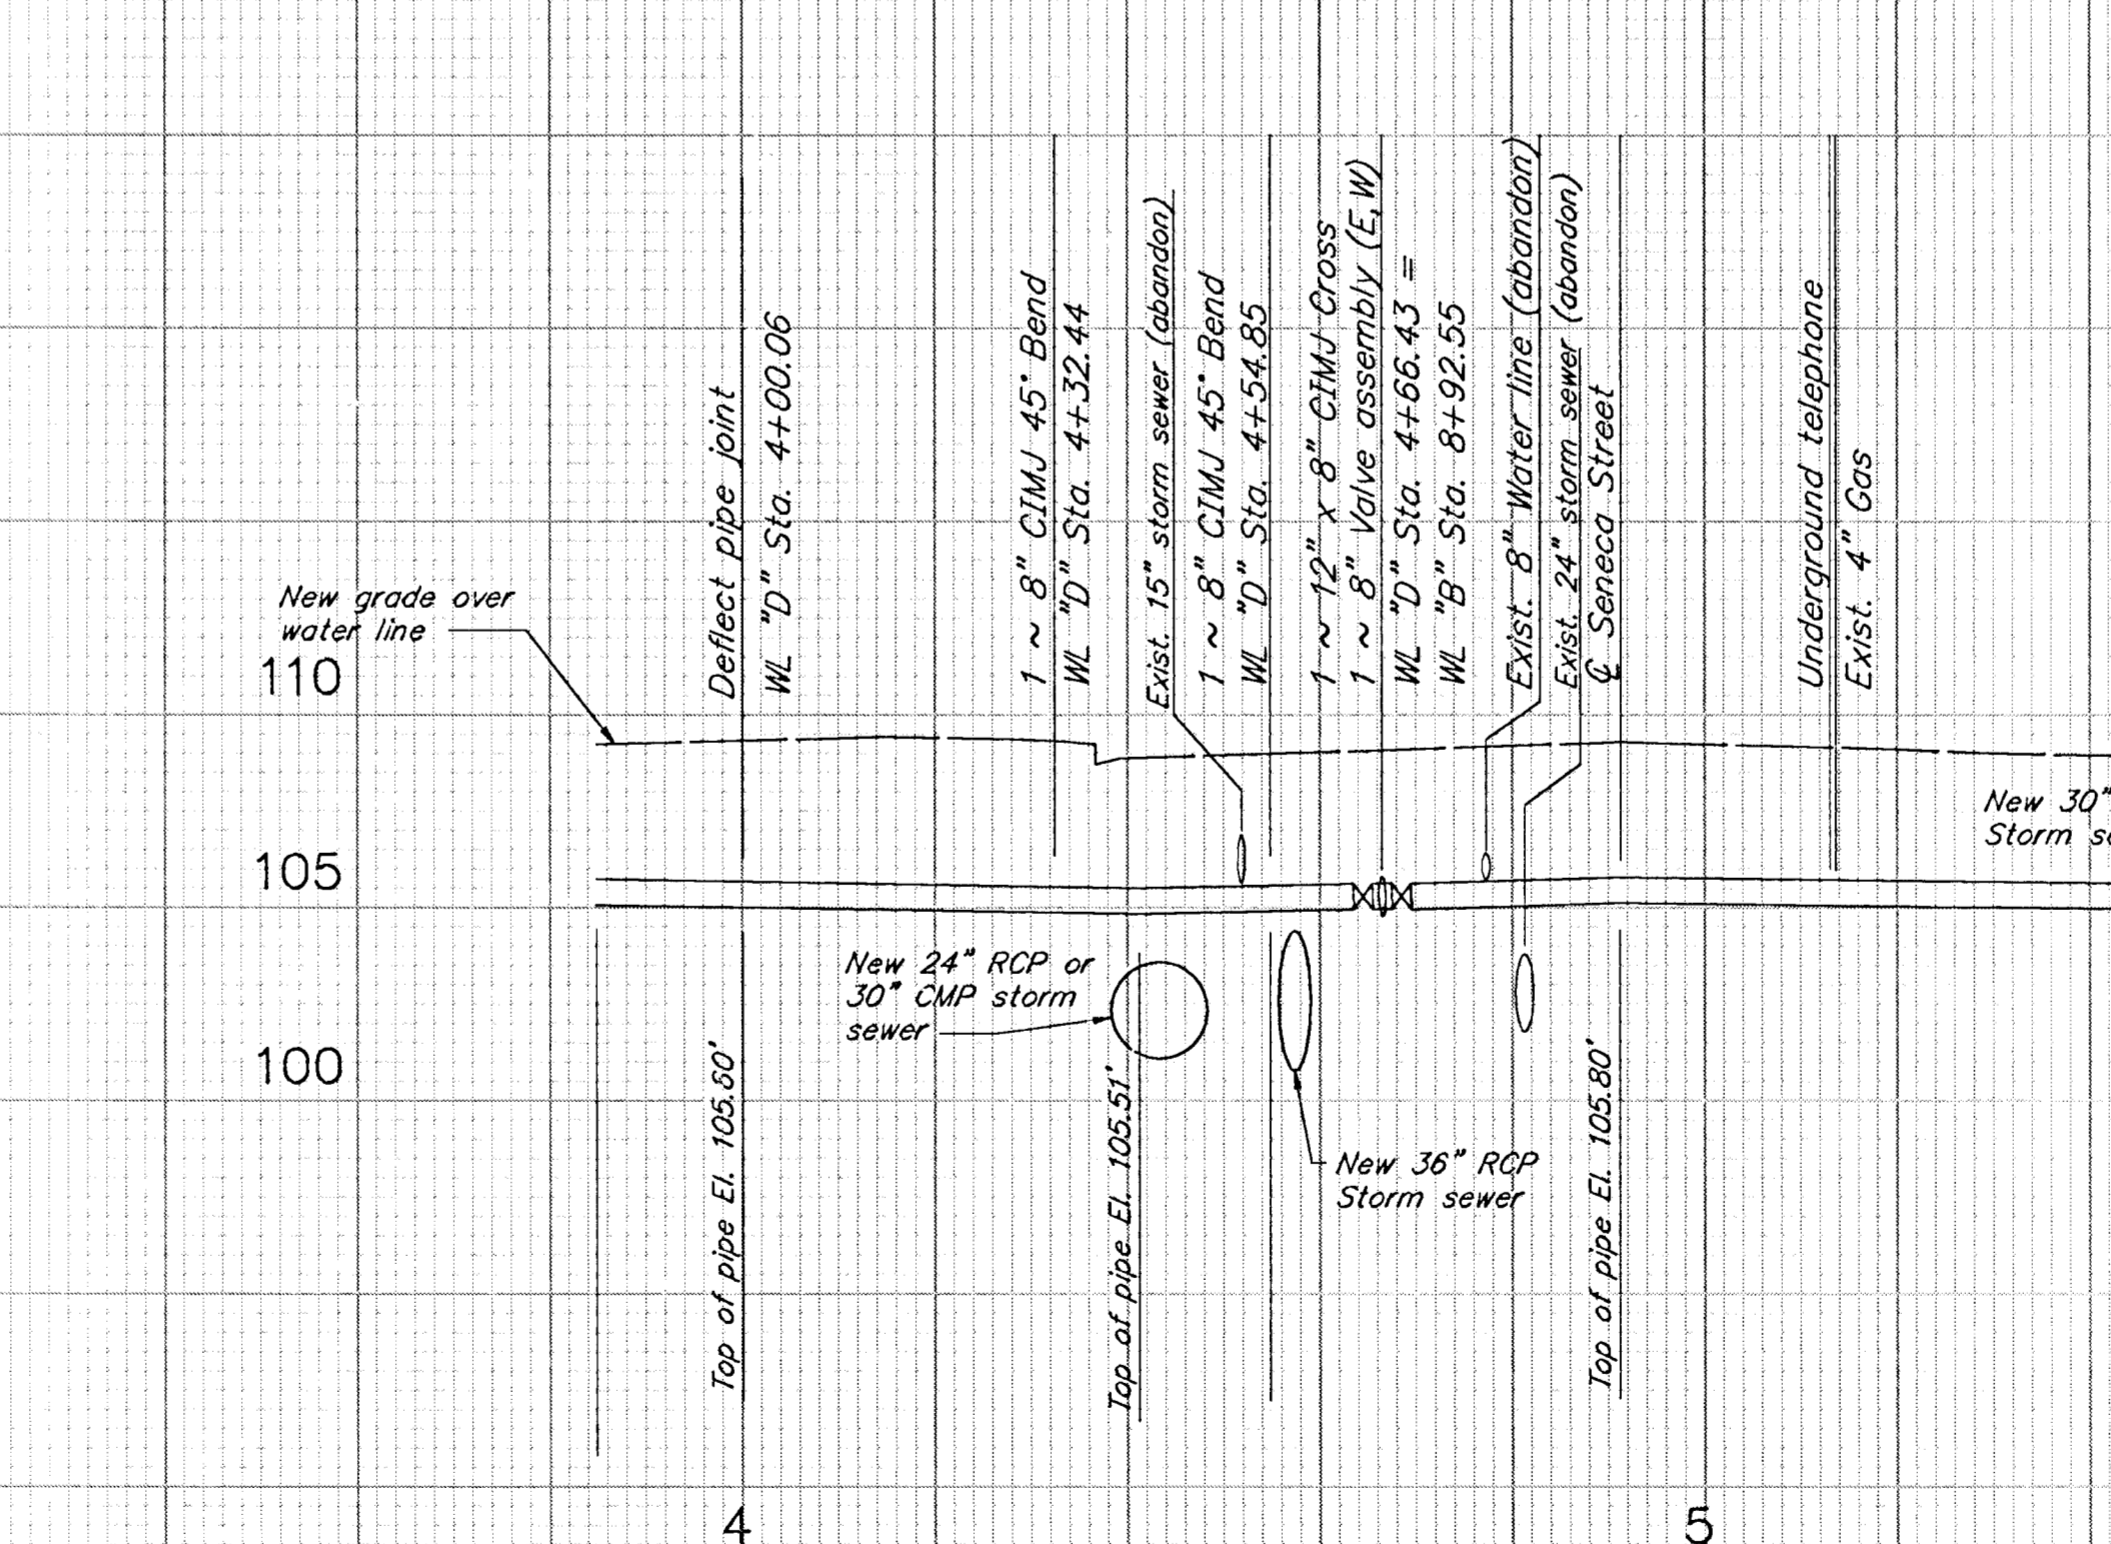 Deflect pipe joint
WL "D" Sta. 4+00.06
1 ~ 8" CIMJ 45° Bend
WL "D" Sta. 4+32.44
Exist. 15" storm sewer (abandon)
1 ~ 8" CIMJ 45° Bend
WL "D" Sta. 4+54.85
1 ~ 12" x 8" CIMJ Cross
1 ~ 8" Valve assembly (E,W)
WL "D" Sta. 4+66.43 =
WL "B" Sta. 8+92.55
Exist. 8" Water line (abandon)
Exist. 24" storm sewer (abandon)
℄ Seneca Street
Underground telephone
Exist. 4" Gas
New grade over
water line
110
105
100
New 30"
Storm
New 24" RCP or
30" CMP storm
sewer
New 36" RCP
Storm sewer
Top of pipe El.
Top of pipe El. 105.51'
Top of pipe El. 105.80'
4
5